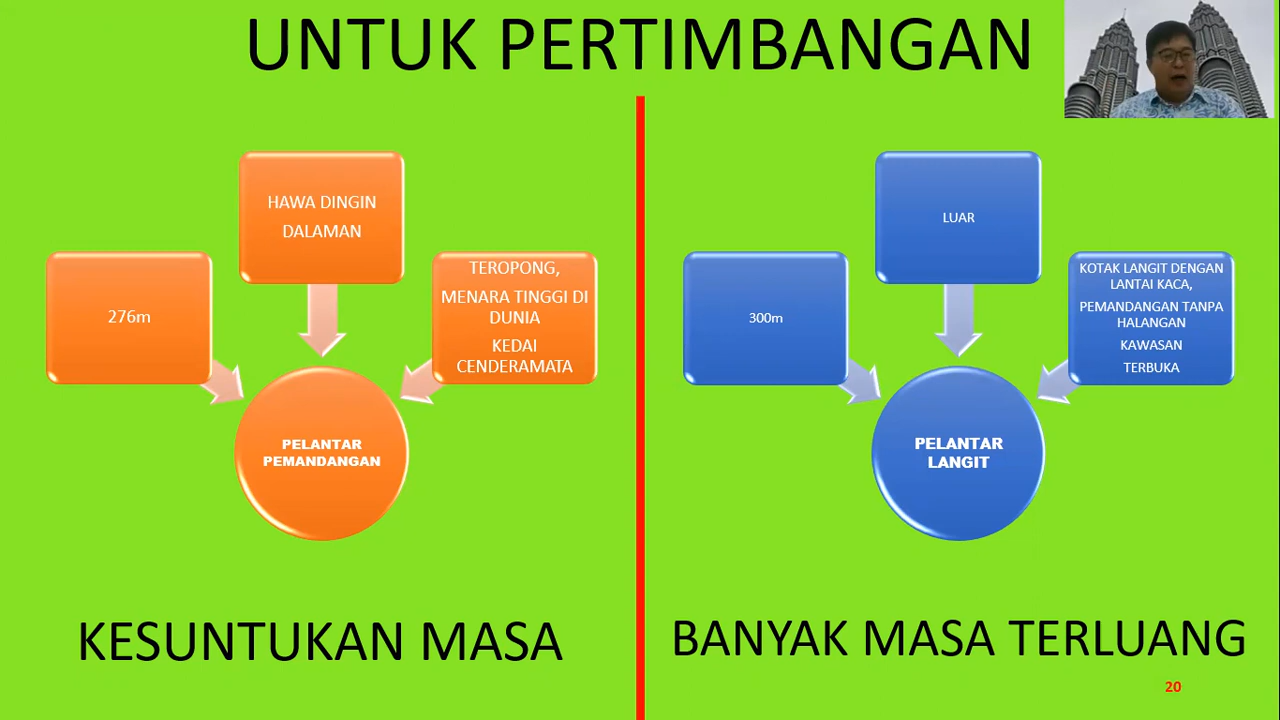 UNTUK PERTIMBANGAN
HAWA DINGIN
DALAMAN
276m
TEROPONG,
MENARA TINGGI DI
DUNIA
KEDAI
CENDERAMATA
PELANTAR
PEMANDANGAN
KESUNTUKAN MASA
LUAR
300m
KOTAK LANGIT DENGAN
LANTAI KACA,
PEMANDANGAN TANPA
HALANGAN
KAWASAN
TERBUKA
PELANTAR
LANGIT
BANYAK MASA TERLUANG
20